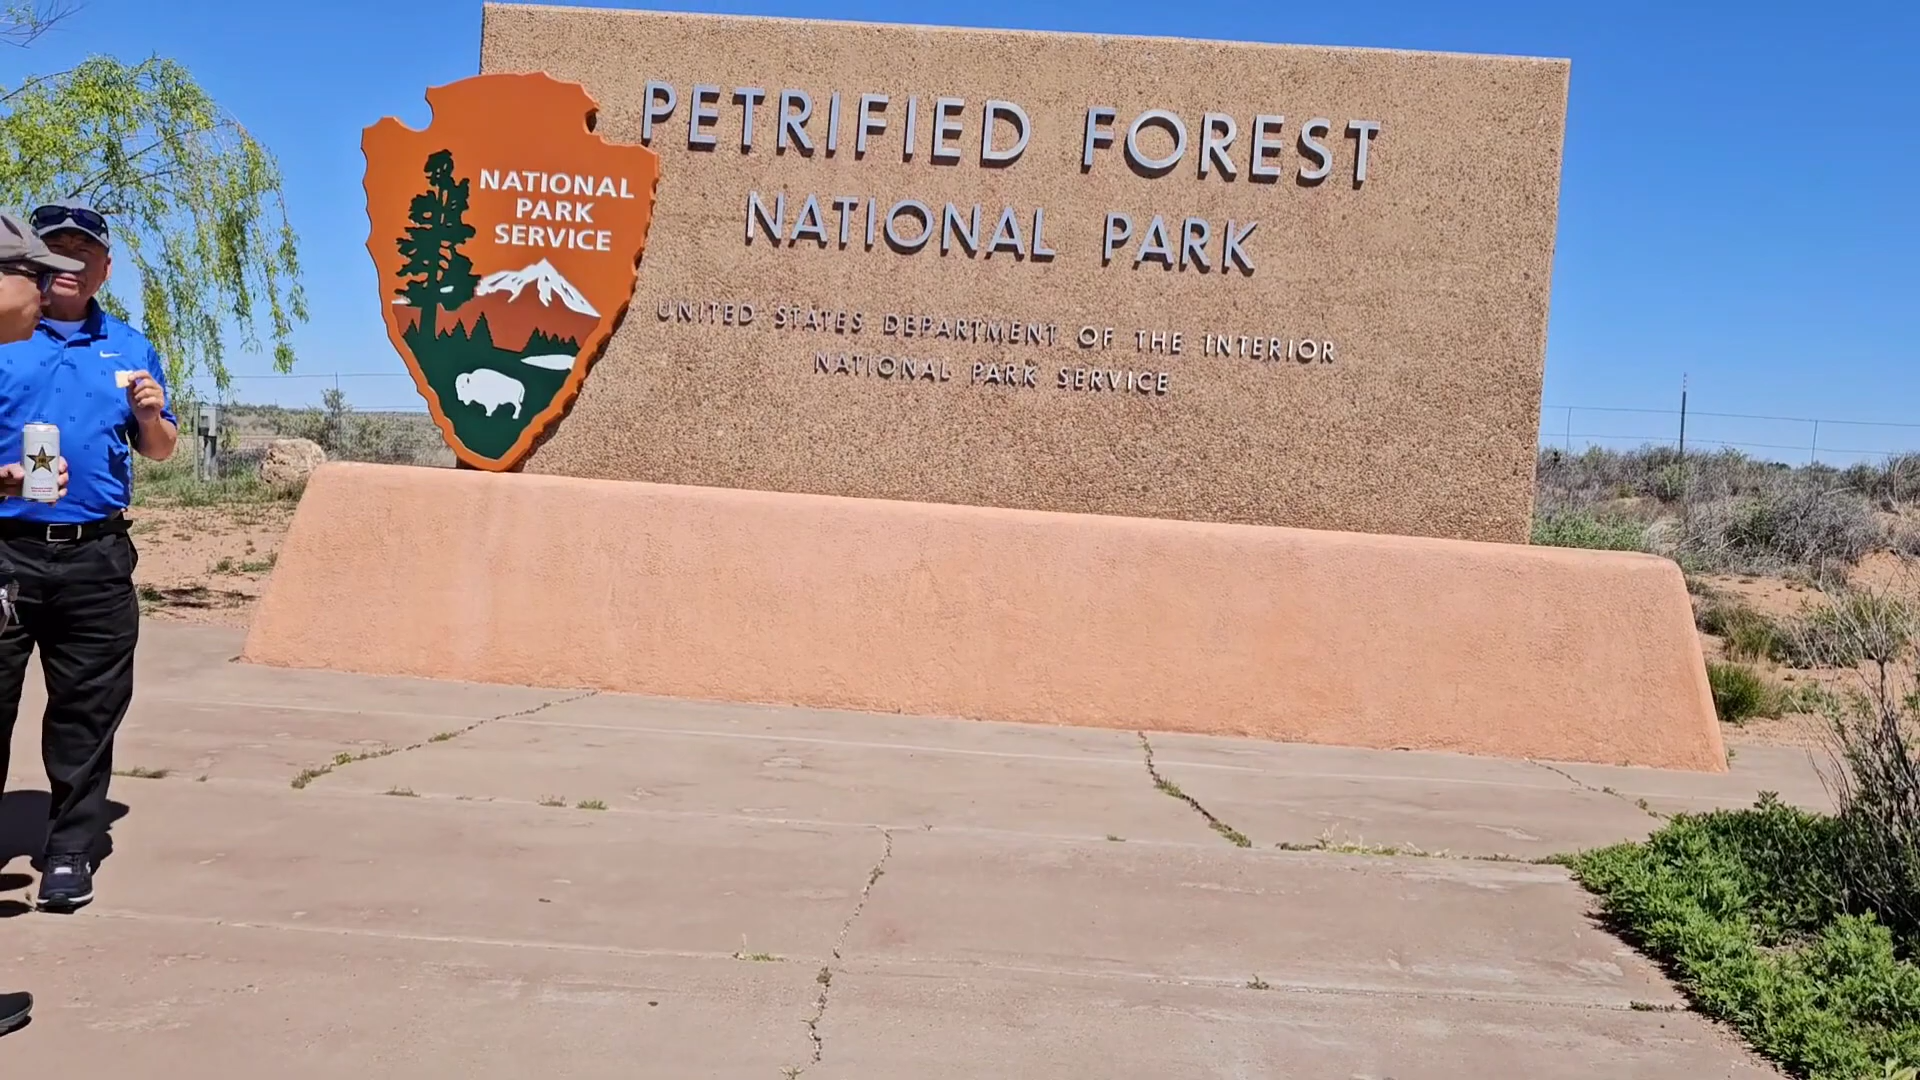 PETRIFIED FOREST
NATIONAL PARK
UNITED STATES DEPARTMENT OF THE INTERIOR
NATIONAL PARK SERVICE
NATIONAL
PARK
SERVICE